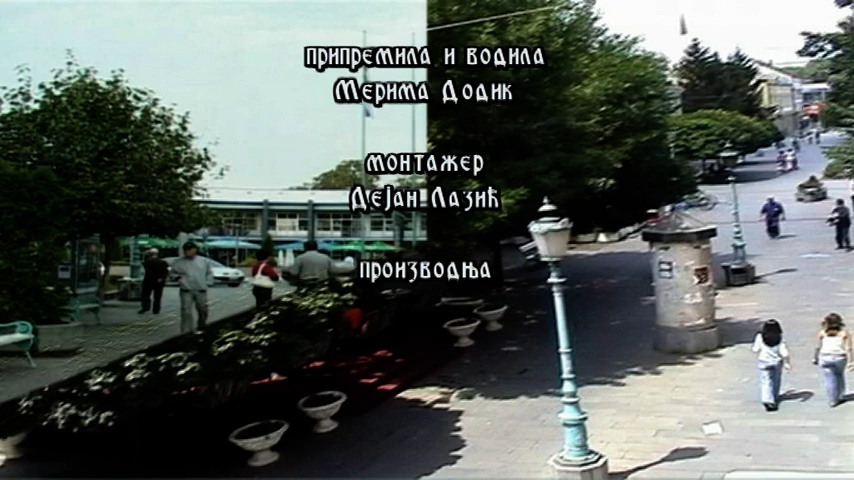 припремила и водила
Мерима Додик
монтажер
Дејан Лазић
производња